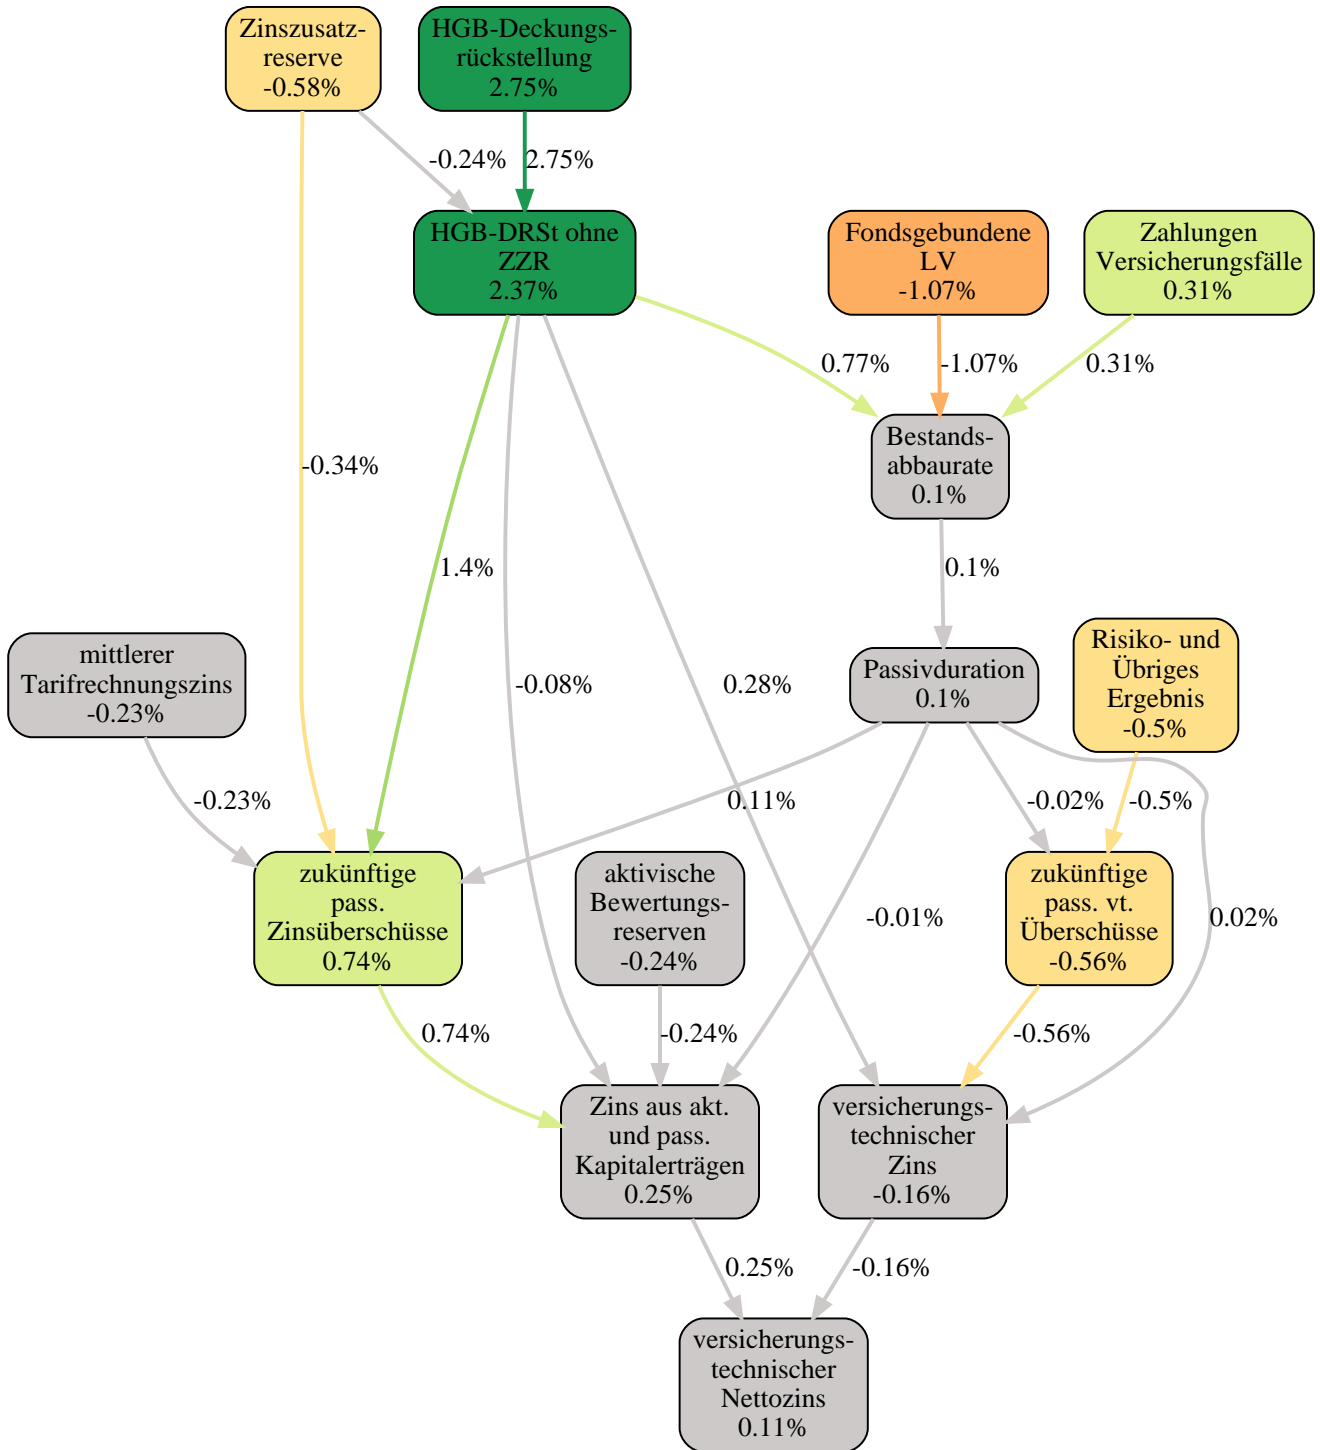 Zinszusatz-
reserve
-0.58%
HGB-Deckungs-
rückstellung
2.75%
-0.24%
2.75%
HGB-DRSt ohne
ZZR
2.37%
Fondsgebundene
LV
-1.07%
Zahlungen
Versicherungsfälle
0.31%
0.77%
-1.07%
0.31%
Bestands-
abbaurate
0.1%
-0.34%
1.4%
0.1%
mittlerer
Tarifrechnungszins
-0.23%
-0.08%
0.28%
Passivduration
0.1%
Risiko- und
Übriges
Ergebnis
-0.5%
-0.23%
0.11%
-0.02%
-0.5%
zukünftige
pass.
Zinsüberschüsse
0.74%
aktivische
Bewertungs-
reserven
-0.24%
-0.01%
zukünftige
pass. vt.
Überschüsse
-0.56%
0.02%
0.74%
-0.24%
-0.56%
Zins aus akt.
und pass.
Kapitalerträgen
0.25%
versicherungs-
technischer
Zins
-0.16%
0.25%
-0.16%
versicherungs-
technischer
Nettozins
0.11%